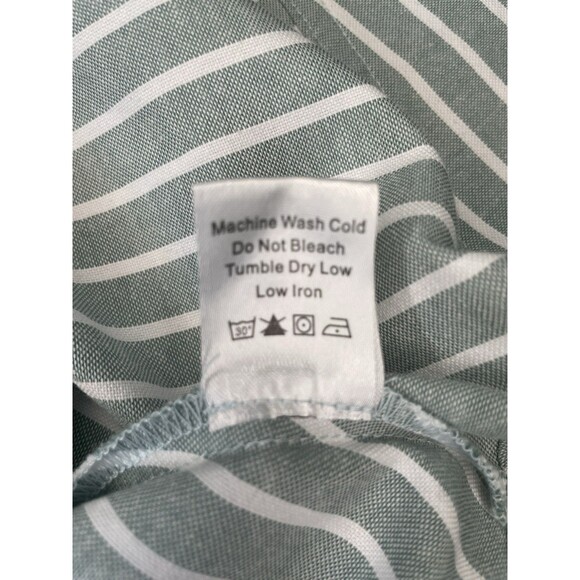 Machine Wash Cold
Do Not Bleach
Tumble Dry Low
Low Iron
30°